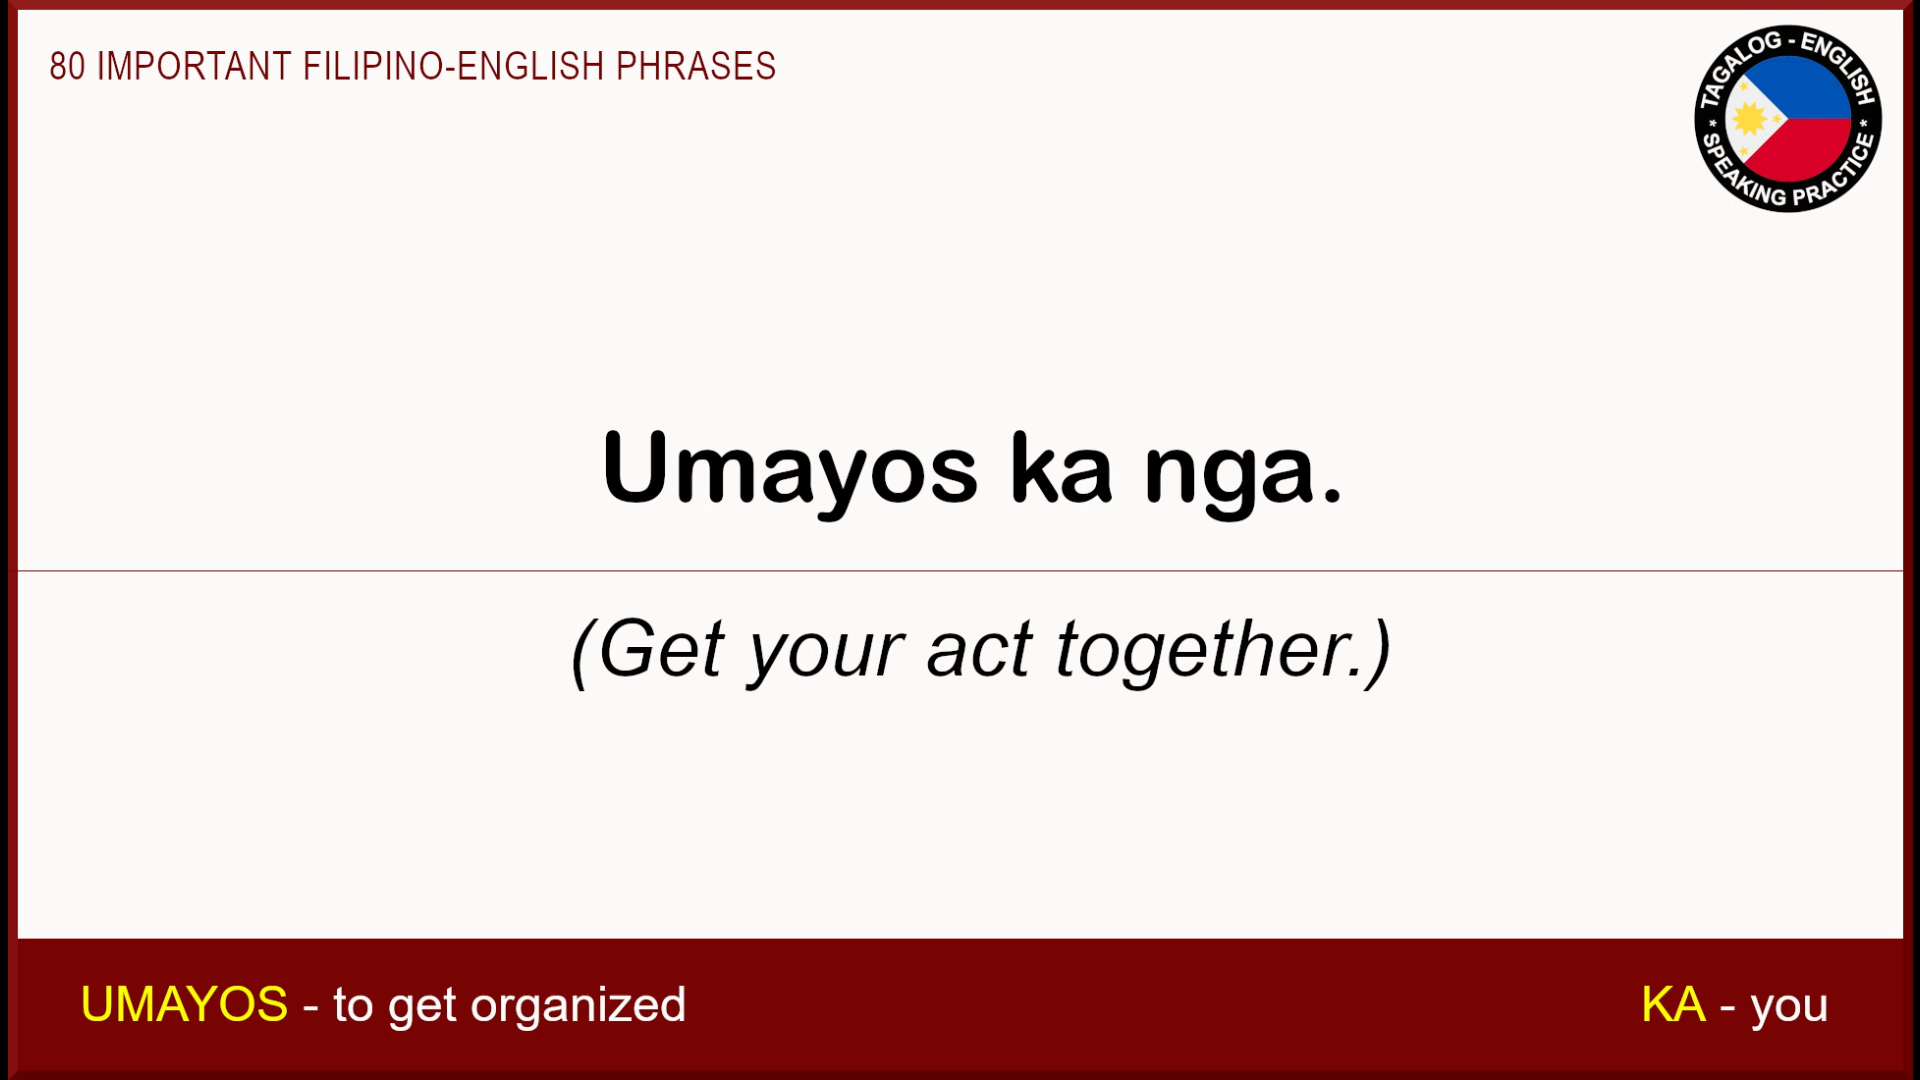 80 IMPORTANT FILIPINO-ENGLISH PHRASES
TAGALOG - ENGLISH
* SPEAKING PRACTICE *
Umayos ka nga.
(Get your act together.)
UMAYOS - to get organized
KA - you